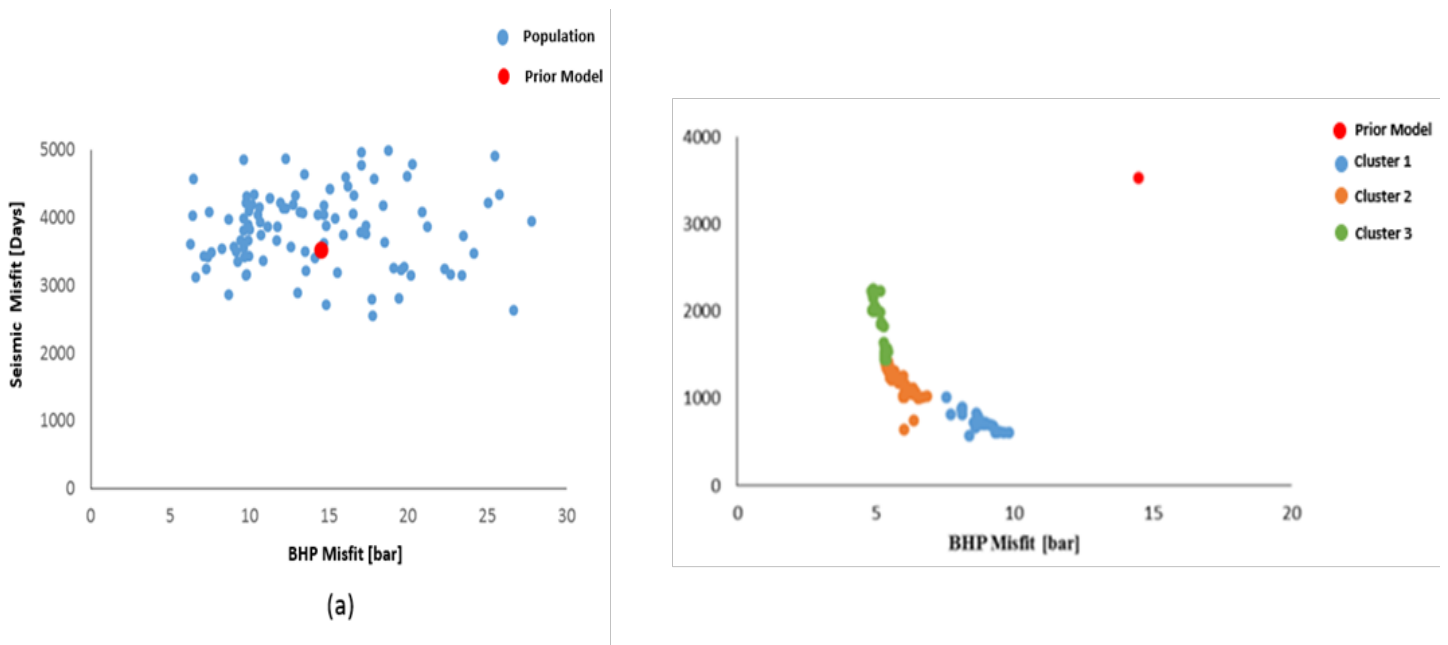 Population
Prior Model
Seismic Misfit [Days]
5000
4000
3000
2000
1000
0
0 5 10 15 20 25 30
BHP Misfit [bar]
(a)
Prior Model
Cluster 1
Cluster 2
Cluster 3
4000
3000
2000
1000
0
0 5 10 15 20
BHP Misfit [bar]